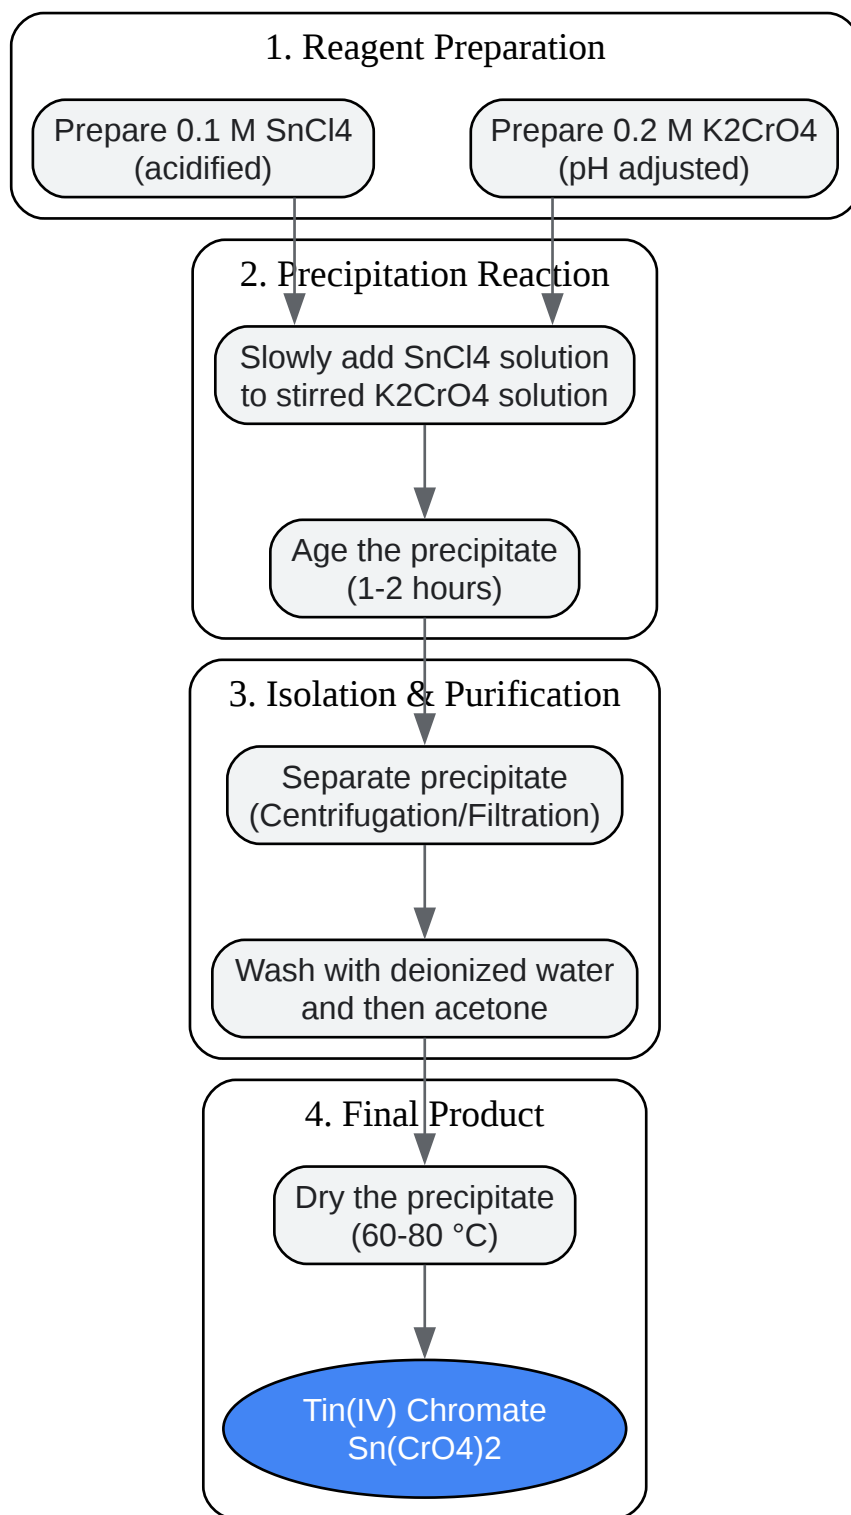 1. Reagent Preparation
Prepare 0.1 M SnCl4
(acidified)
Prepare 0.2 M K2CrO4
(pH adjusted)
2. Precipitation Reaction
Slowly add SnCl4 solution
to stirred K2CrO4 solution
Age the precipitate
(1-2 hours)
3. Isolation & Purification
Separate precipitate
(Centrifugation/Filtration)
Wash with deionized water
and then acetone
4. Final Product
Dry the precipitate
(60-80 °C)
Tin(IV) Chromate
Sn(CrO4)2